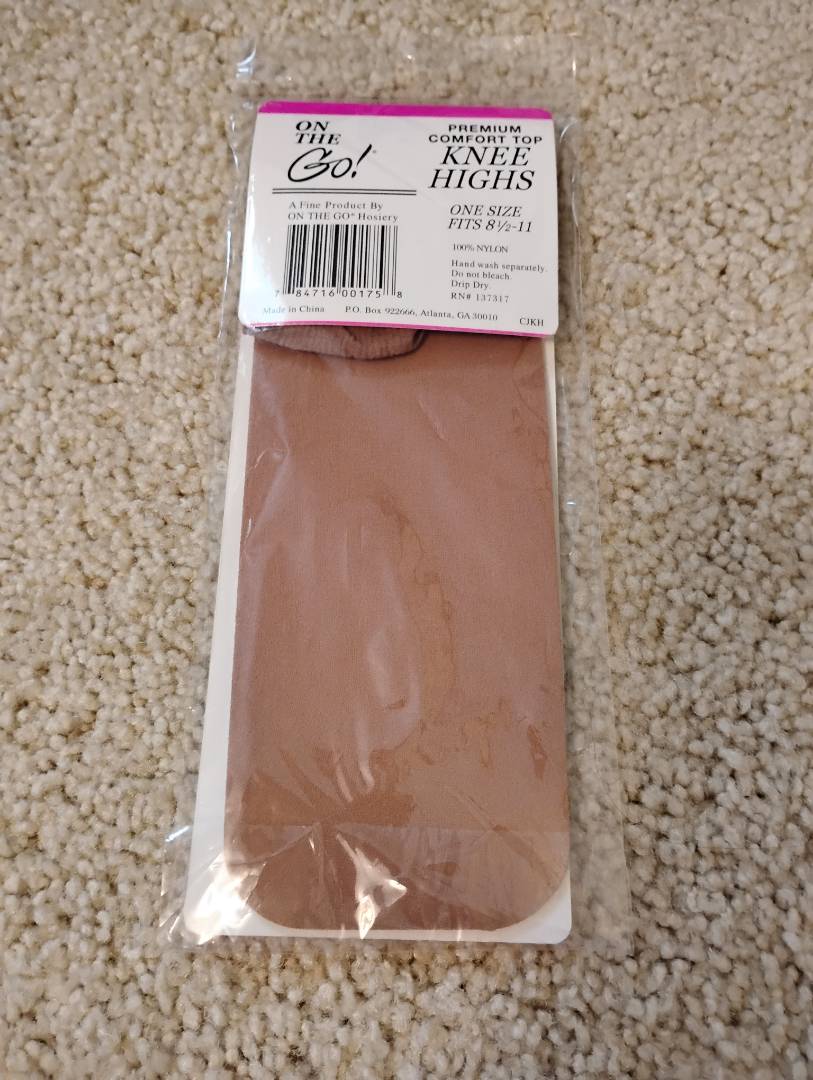 ON
THE
Go!®
A Fine Product By
ON THE GO® Hosiery
7 84716 00175 8
Made in China
PREMIUM
COMFORT TOP
KNEE
HIGHS
ONE SIZE
FITS 8½-11
100% NYLON
Hand wash separately.
Do not bleach.
Drip Dry.
RN# 137317
P.O. Box 922666, Atlanta, GA 30010
CJKH